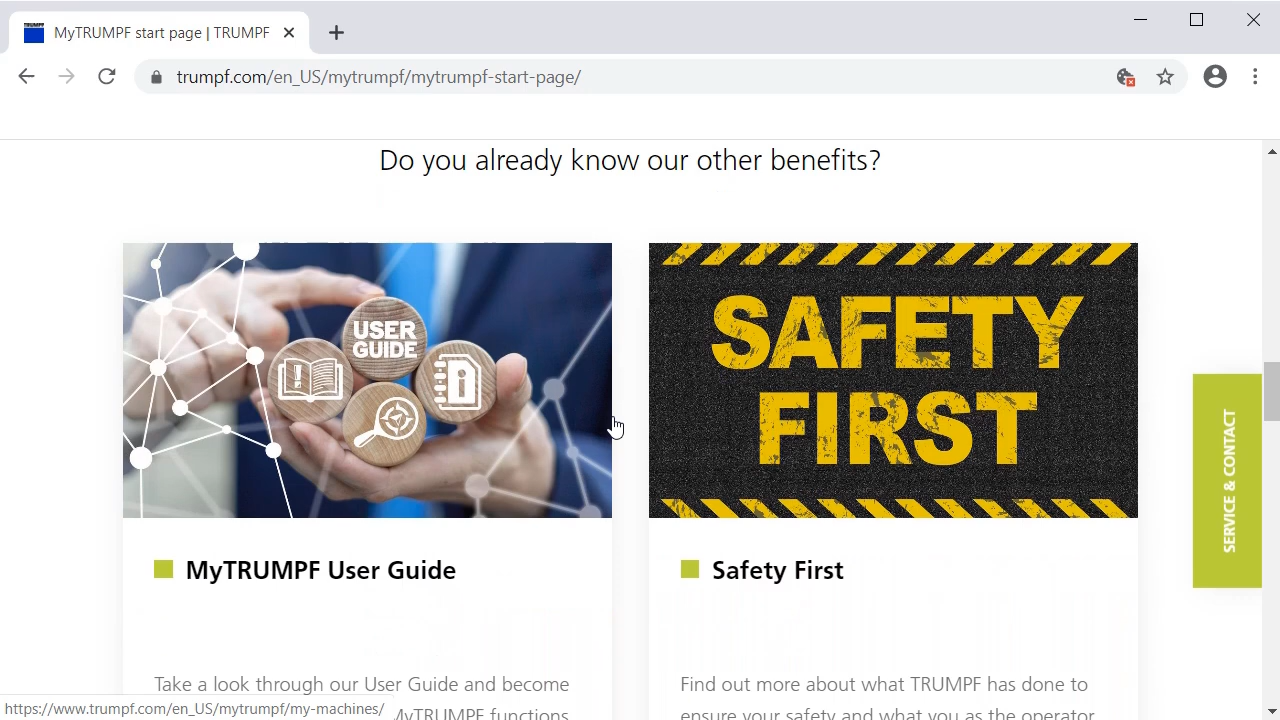 MyTRUMPF start page | TRUMPF
trumpf.com/en_US/mytrumpf/mytrumpf-start-page/
Do you already know our other benefits?
USER
GUIDE
SAFETY
FIRST
SERVICE & CONTACT
MyTRUMPF User Guide
Safety First
Take a look through our User Guide and become
Find out more about what TRUMPF has done to
MyTRUMPF functions
ensure your safety and what you as the operator
https://www.trumpf.com/en_US/mytrumpf/my-machines/